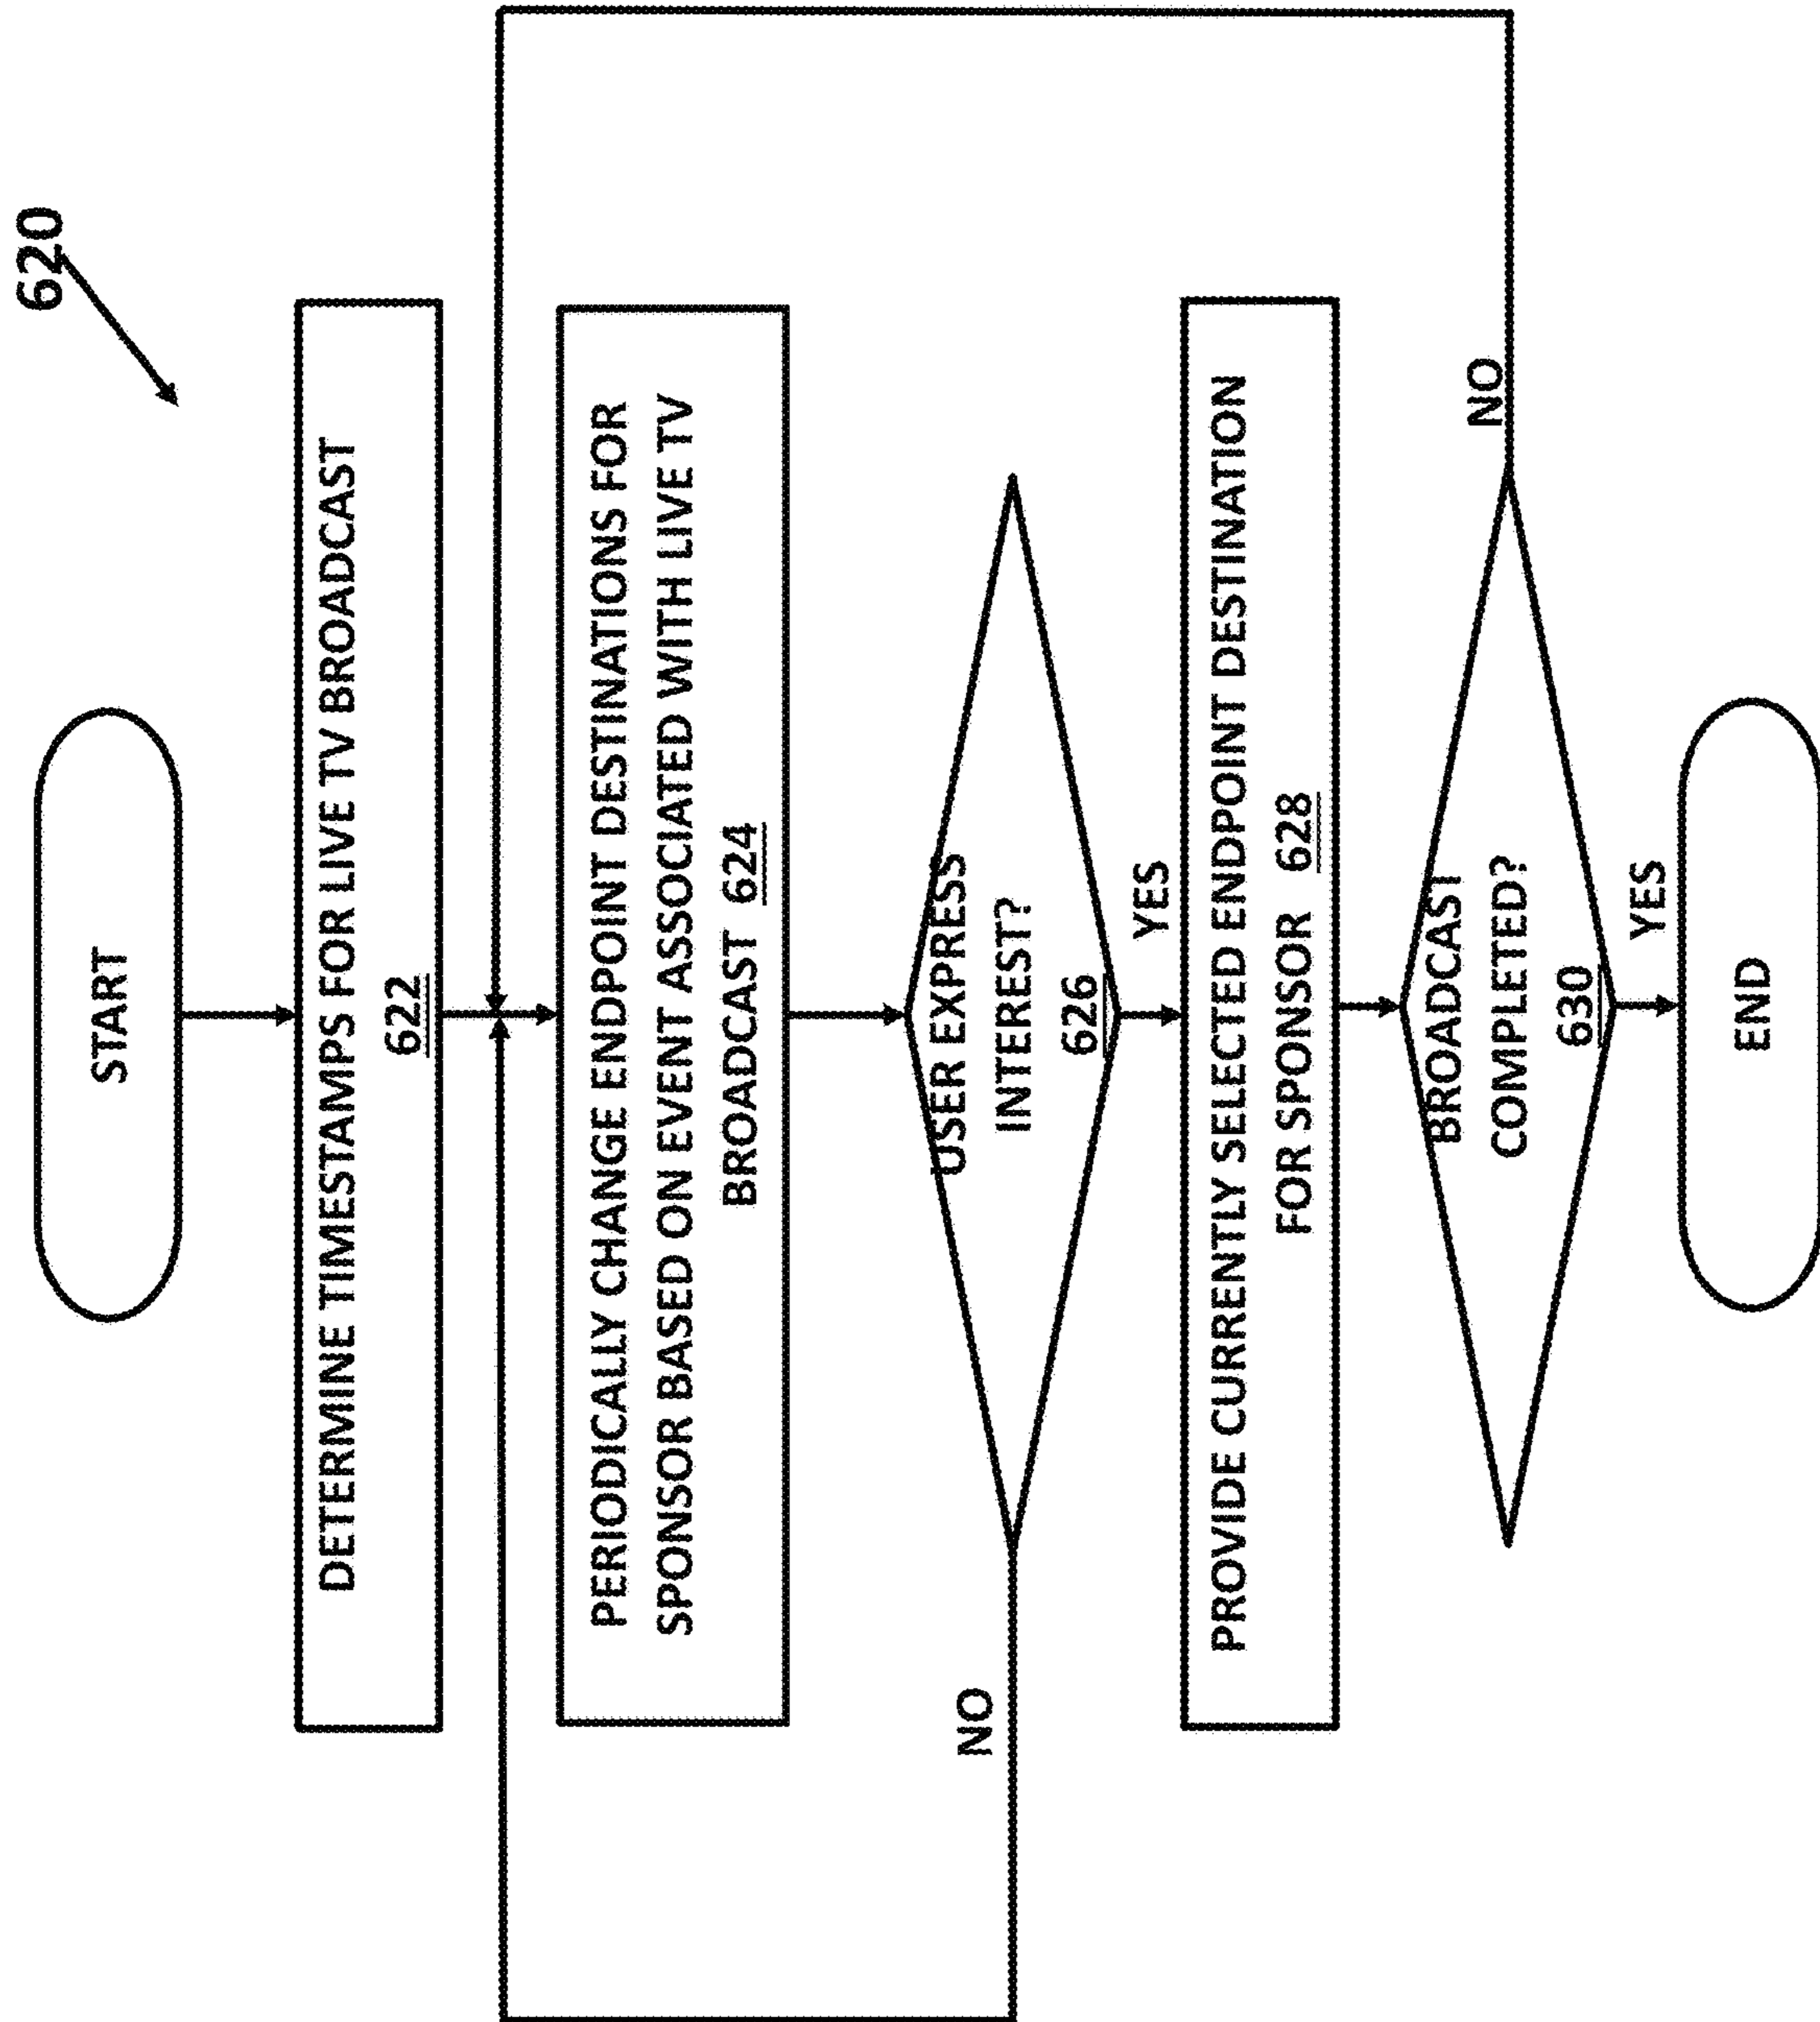 620
START
DETERMINE TIMESTAMPS FOR LIVE TV BROADCAST
622
PERIODICALLY CHANGE ENDPOINT DESTINATIONS FOR
SPONSOR BASED ON EVENT ASSOCIATED WITH LIVE TV
BROADCAST 624
USER EXPRESS
INTEREST?
626
NO
YES
PROVIDE CURRENTLY SELECTED ENDPOINT DESTINATION
FOR SPONSOR 628
BROADCAST
COMPLETED?
630
NO
YES
END